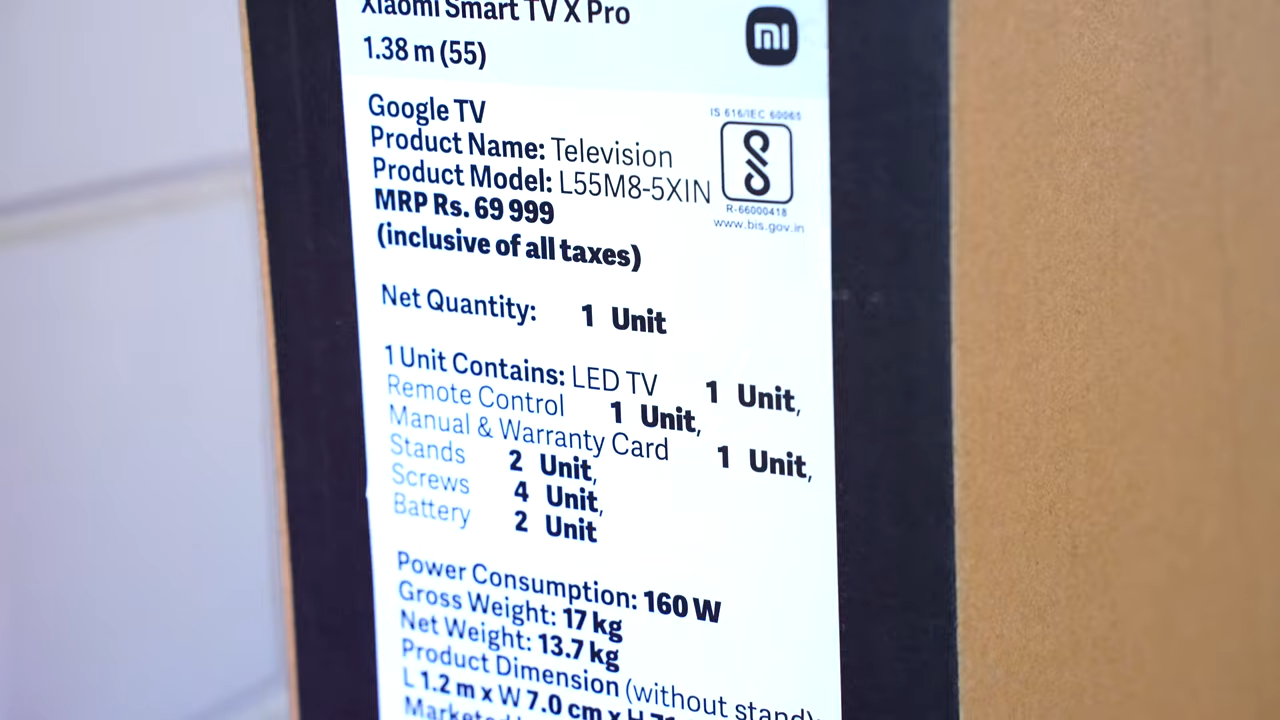 Xiaomi Smart TV X Pro
1.38 m (55)
mi
Google TV
Product Name: Television
Product Model: L55M8-5XIN
MRP Rs. 69 999
(inclusive of all taxes)
IS 616/IEC 60065
R-66000418
www.bis.gov.in
Net Quantity: 1 Unit
1 Unit Contains: LED TV 1 Unit,
Remote Control 1 Unit,
Manual & Warranty Card 1 Unit,
Stands 2 Unit,
Screws 4 Unit,
Battery 2 Unit
Power Consumption: 160 W
Gross Weight: 17 kg
Net Weight: 13.7 kg
Product Dimension (without stand):
L 1.2 m x W 7.0 cm x H
Marketed